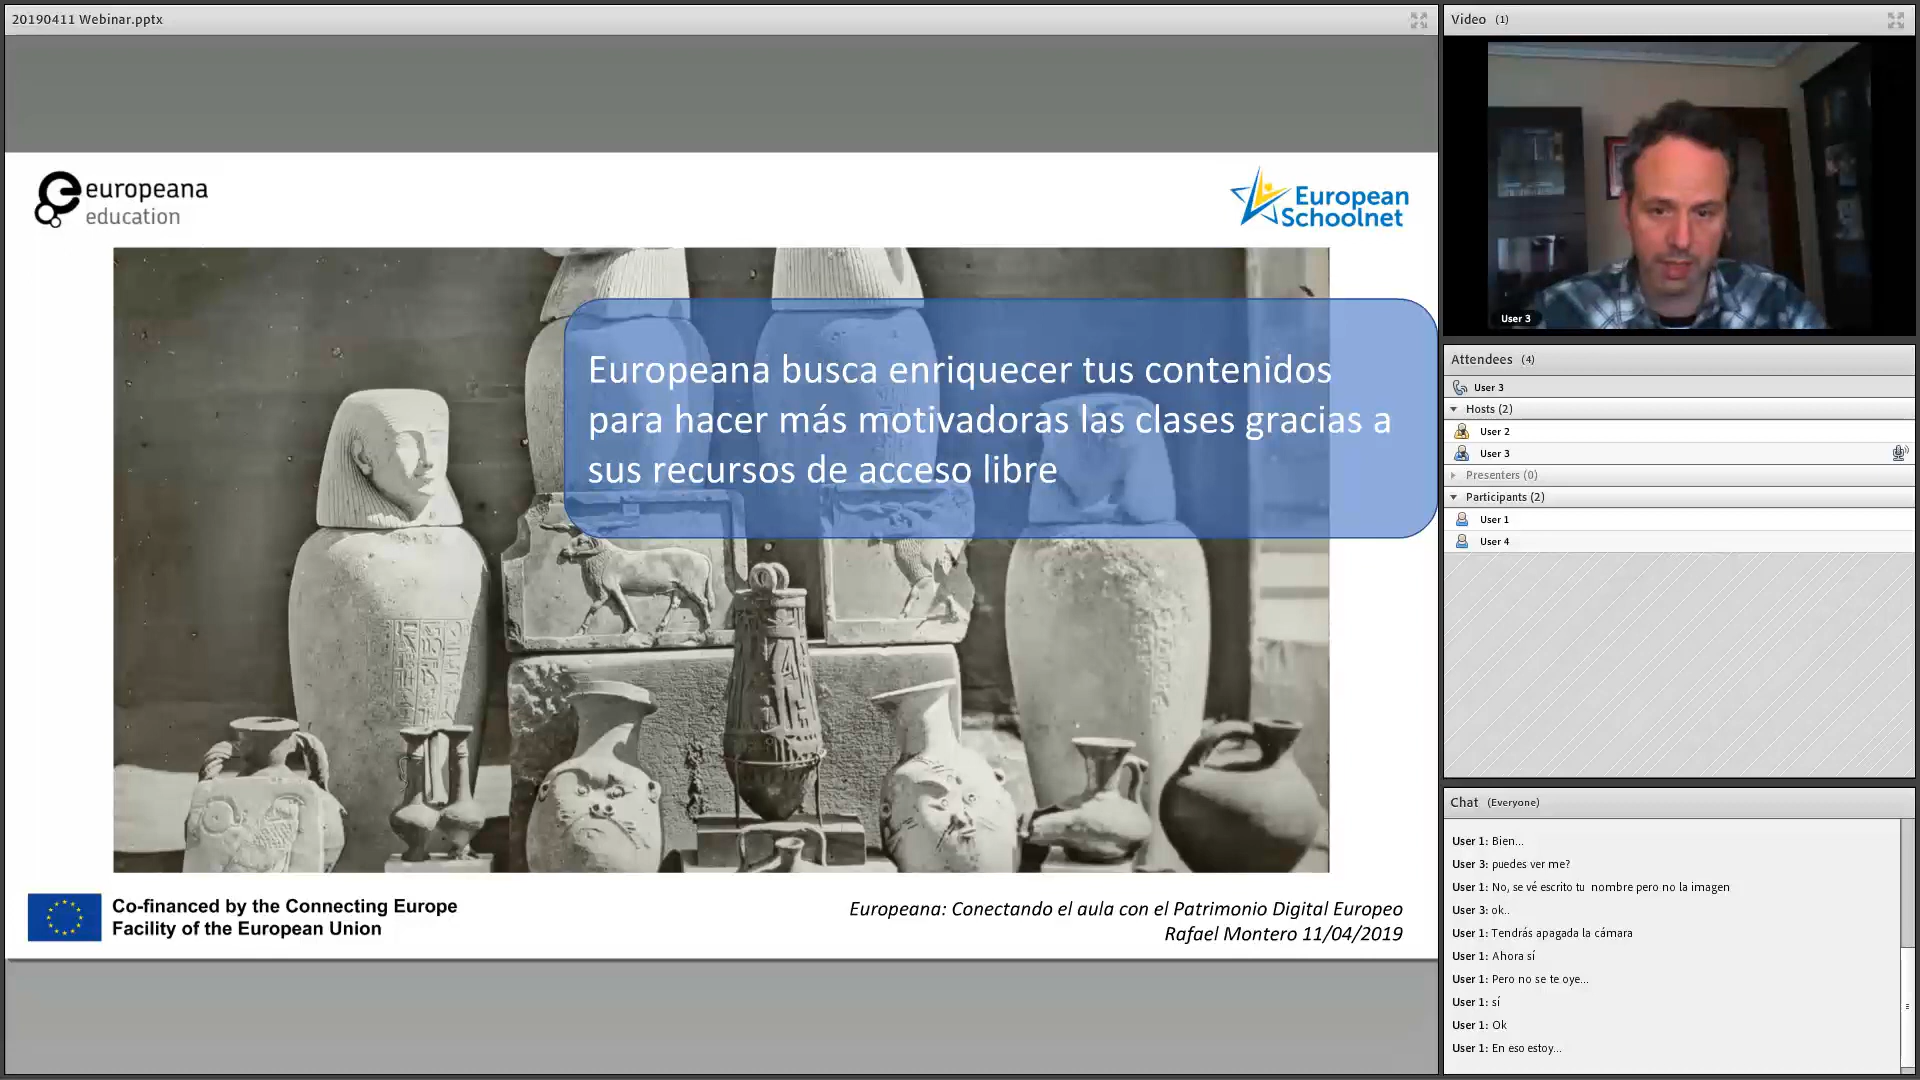 20190411 Webinar.pptx
europeana
education
European
Schoolnet
Europeana busca enriquecer tus contenidos
para hacer más motivadoras las clases gracias a
sus recursos de acceso libre
Co-financed by the Connecting Europe
Facility of the European Union
Europeana: Conectando el aula con el Patrimonio Digital Europeo
Rafael Montero 11/04/2019
Video (1)
User 3
Attendees (4)
User 3
Hosts (2)
User 2
User 3
Presenters (0)
Participants (2)
User 1
User 4
Chat (Everyone)
User 1: Bien...
User 3: puedes ver me?
User 1: No, se vé escrito tu nombre pero no la imagen
User 3: ok..
User 1: Tendrás apagada la cámara
User 1: Ahora sí
User 1: Pero no se te oye...
User 1: sí
User 1: Ok
User 1: En eso estoy...